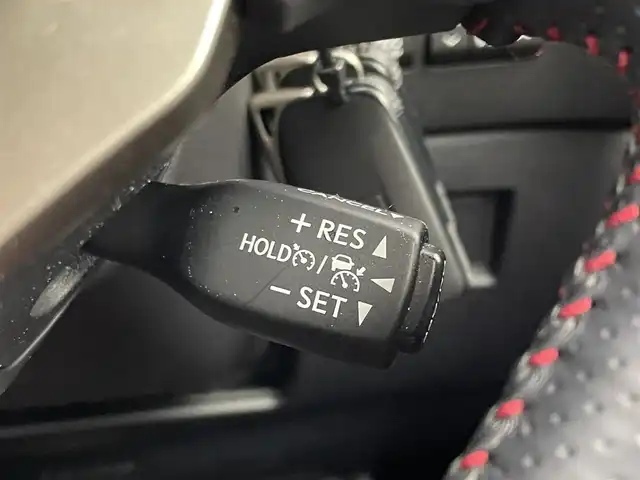 + RES
HOLD /
− SET